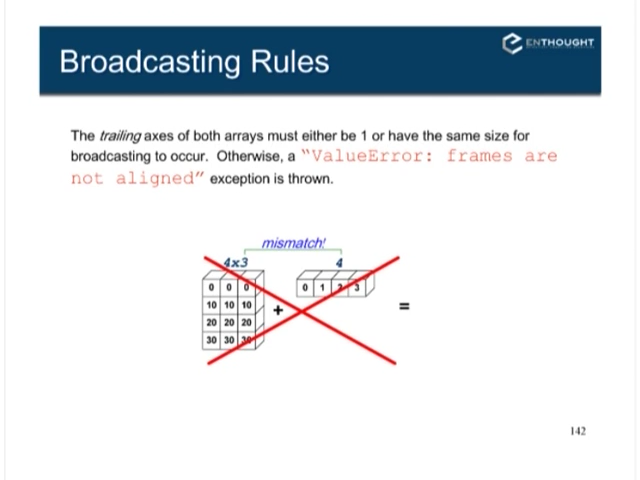 ENTHOUGHT
Broadcasting Rules
The trailing axes of both arrays must either be 1 or have the same size for
broadcasting to occur. Otherwise, a "ValueError: frames are
not aligned" exception is thrown.
mismatch!
4x3 4
0 0 0 0 1 2 3
10 10 10 + =
20 20 20
30 30 30
142